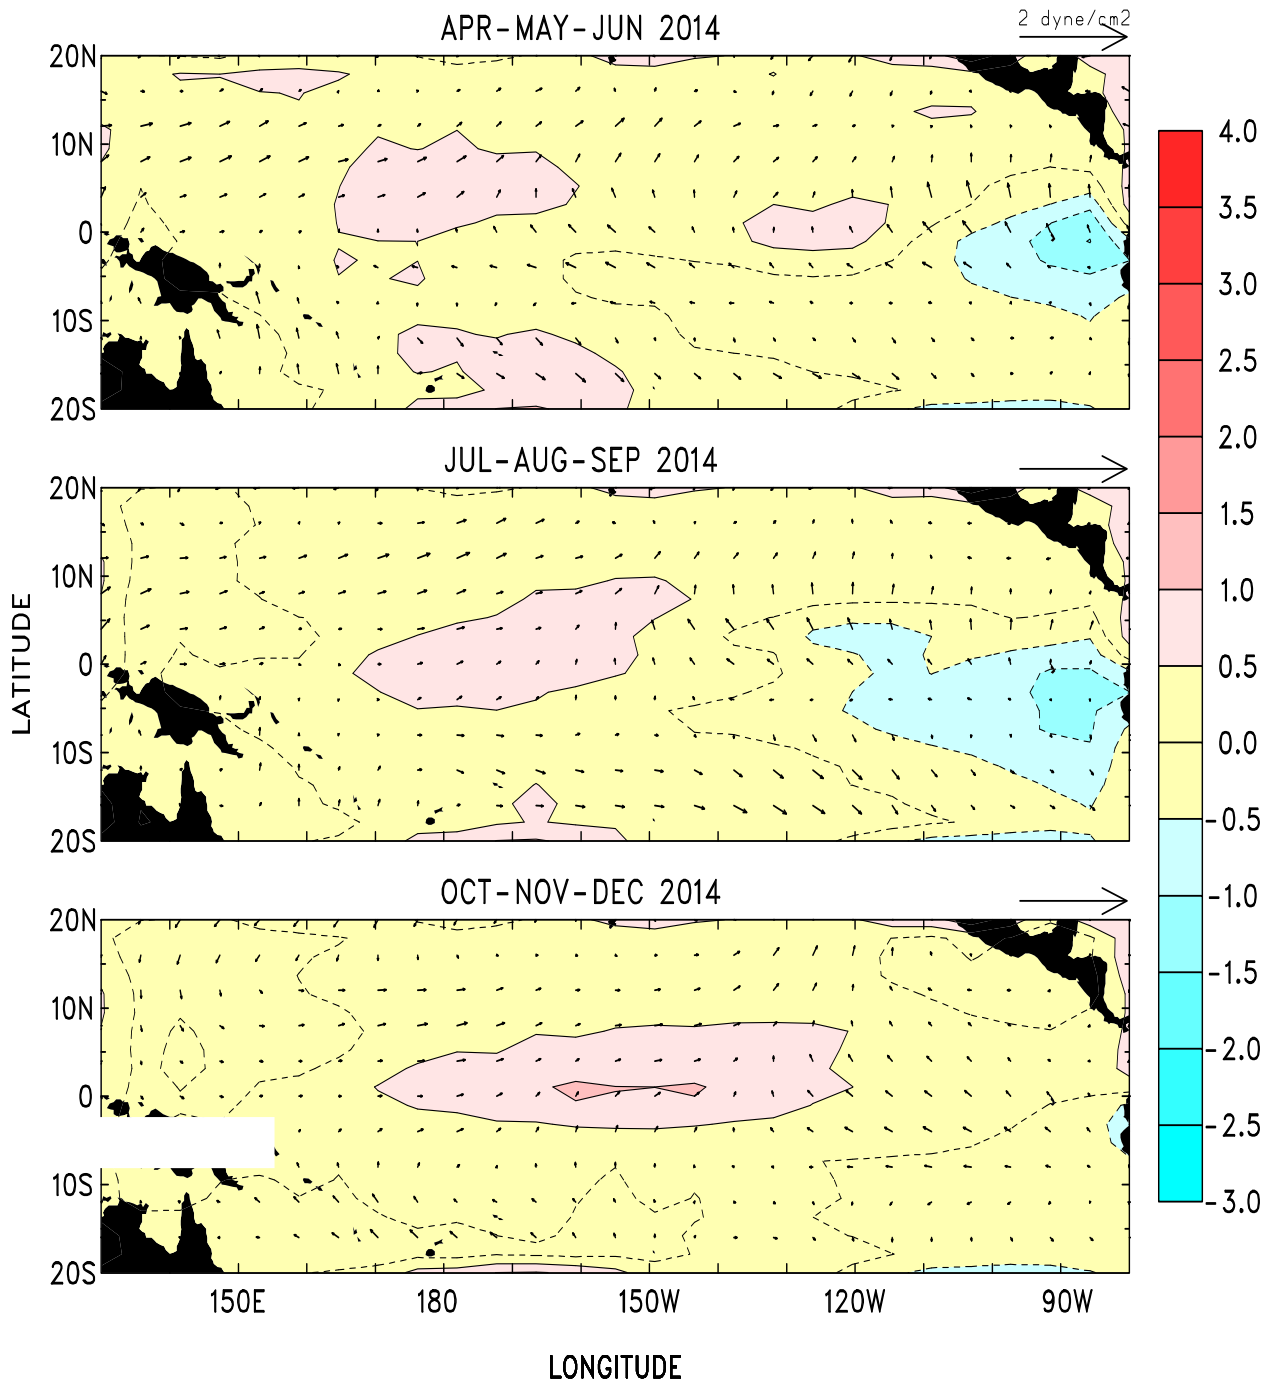 APR-MAY-JUN 2014
2 dyne/cm2
20N
10N
0
10S
20S
JUL-AUG-SEP 2014
20N
10N
0
10S
20S
LATITUDE
OCT-NOV-DEC 2014
20N
10N
0
10S
20S
150E 180 150W 120W 90W
LONGITUDE
4.0
3.5
3.0
2.5
2.0
1.5
1.0
0.5
0.0
-0.5
-1.0
-1.5
-2.0
-2.5
-3.0